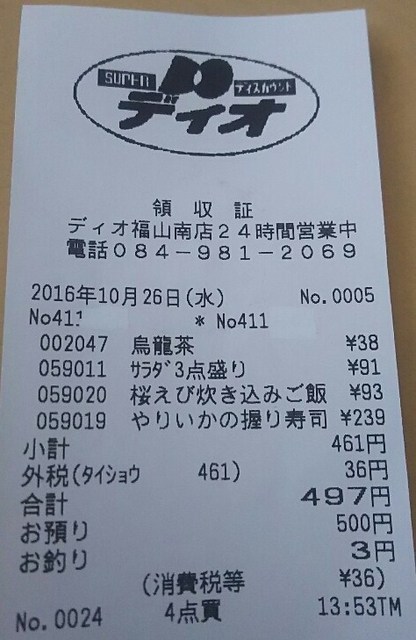 SUPER DO ディスカウント
ディオ
領収証
ディオ福山南店24時間営業中
電話084-981-2069
2016年10月26日(水) No.0005
No411 * No411
002047 烏龍茶 ¥38
059011 ｻﾗﾀﾞ3点盛り ¥91
059020 桜えび炊き込みご飯 ¥93
059019 やりいかの握り寿司 ¥239
小計 461円
外税(ﾀｲｼｮｳ 461) 36円
合計 497円
お預り 500円
お釣り 3円
(消費税等 ¥36)
No.0024 4点買 13:53TM